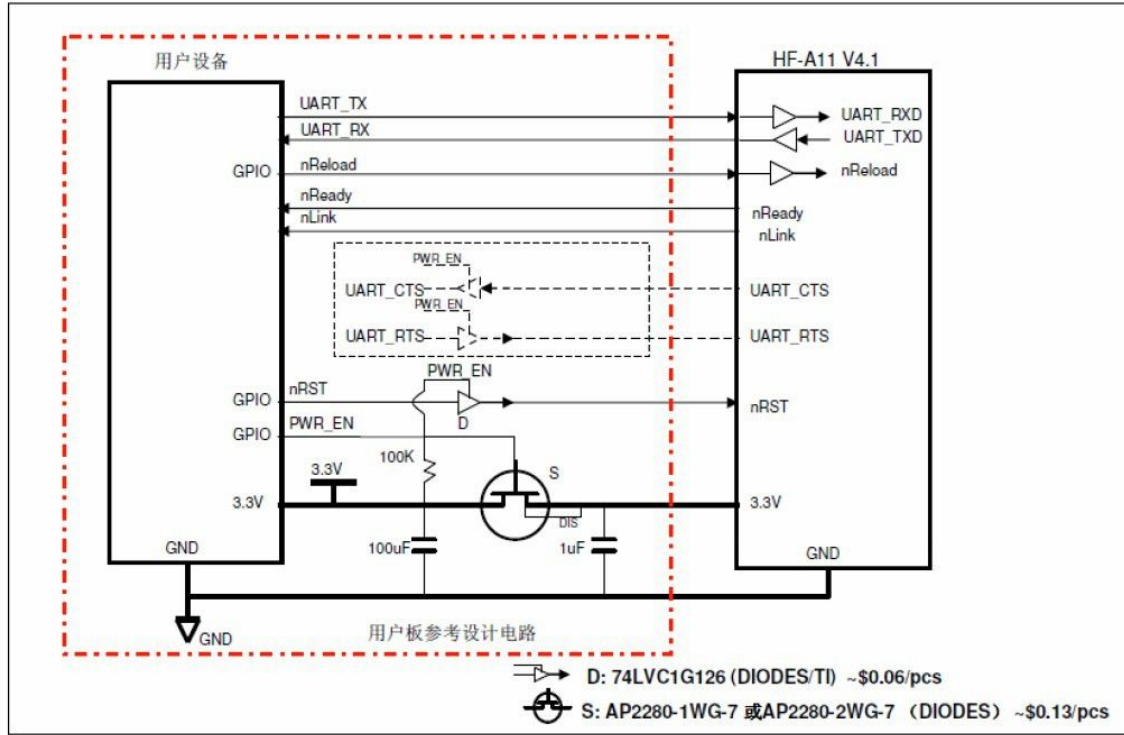 用户设备
HF-A11 V4.1
UART_TX
UART_RXD
UART_RX
UART_TXD
GPIO
nReload
nReload
nReady
nReady
nLink
nLink
PWR_EN
UART_CTS
UART_CTS
PWR_EN
UART_RTS
UART_RTS
PWR_EN
GPIO
nRST
nRST
D
GPIO
PWR_EN
100K
3.3V
S
3.3V
3.3V
DIS
GND
100uF
1uF
GND
GND
用户板参考设计电路
D: 74LVC1G126 (DIODES/TI) ~$0.06/pcs
S: AP2280-1WG-7 或AP2280-2WG-7 （DIODES） ~$0.13/pcs